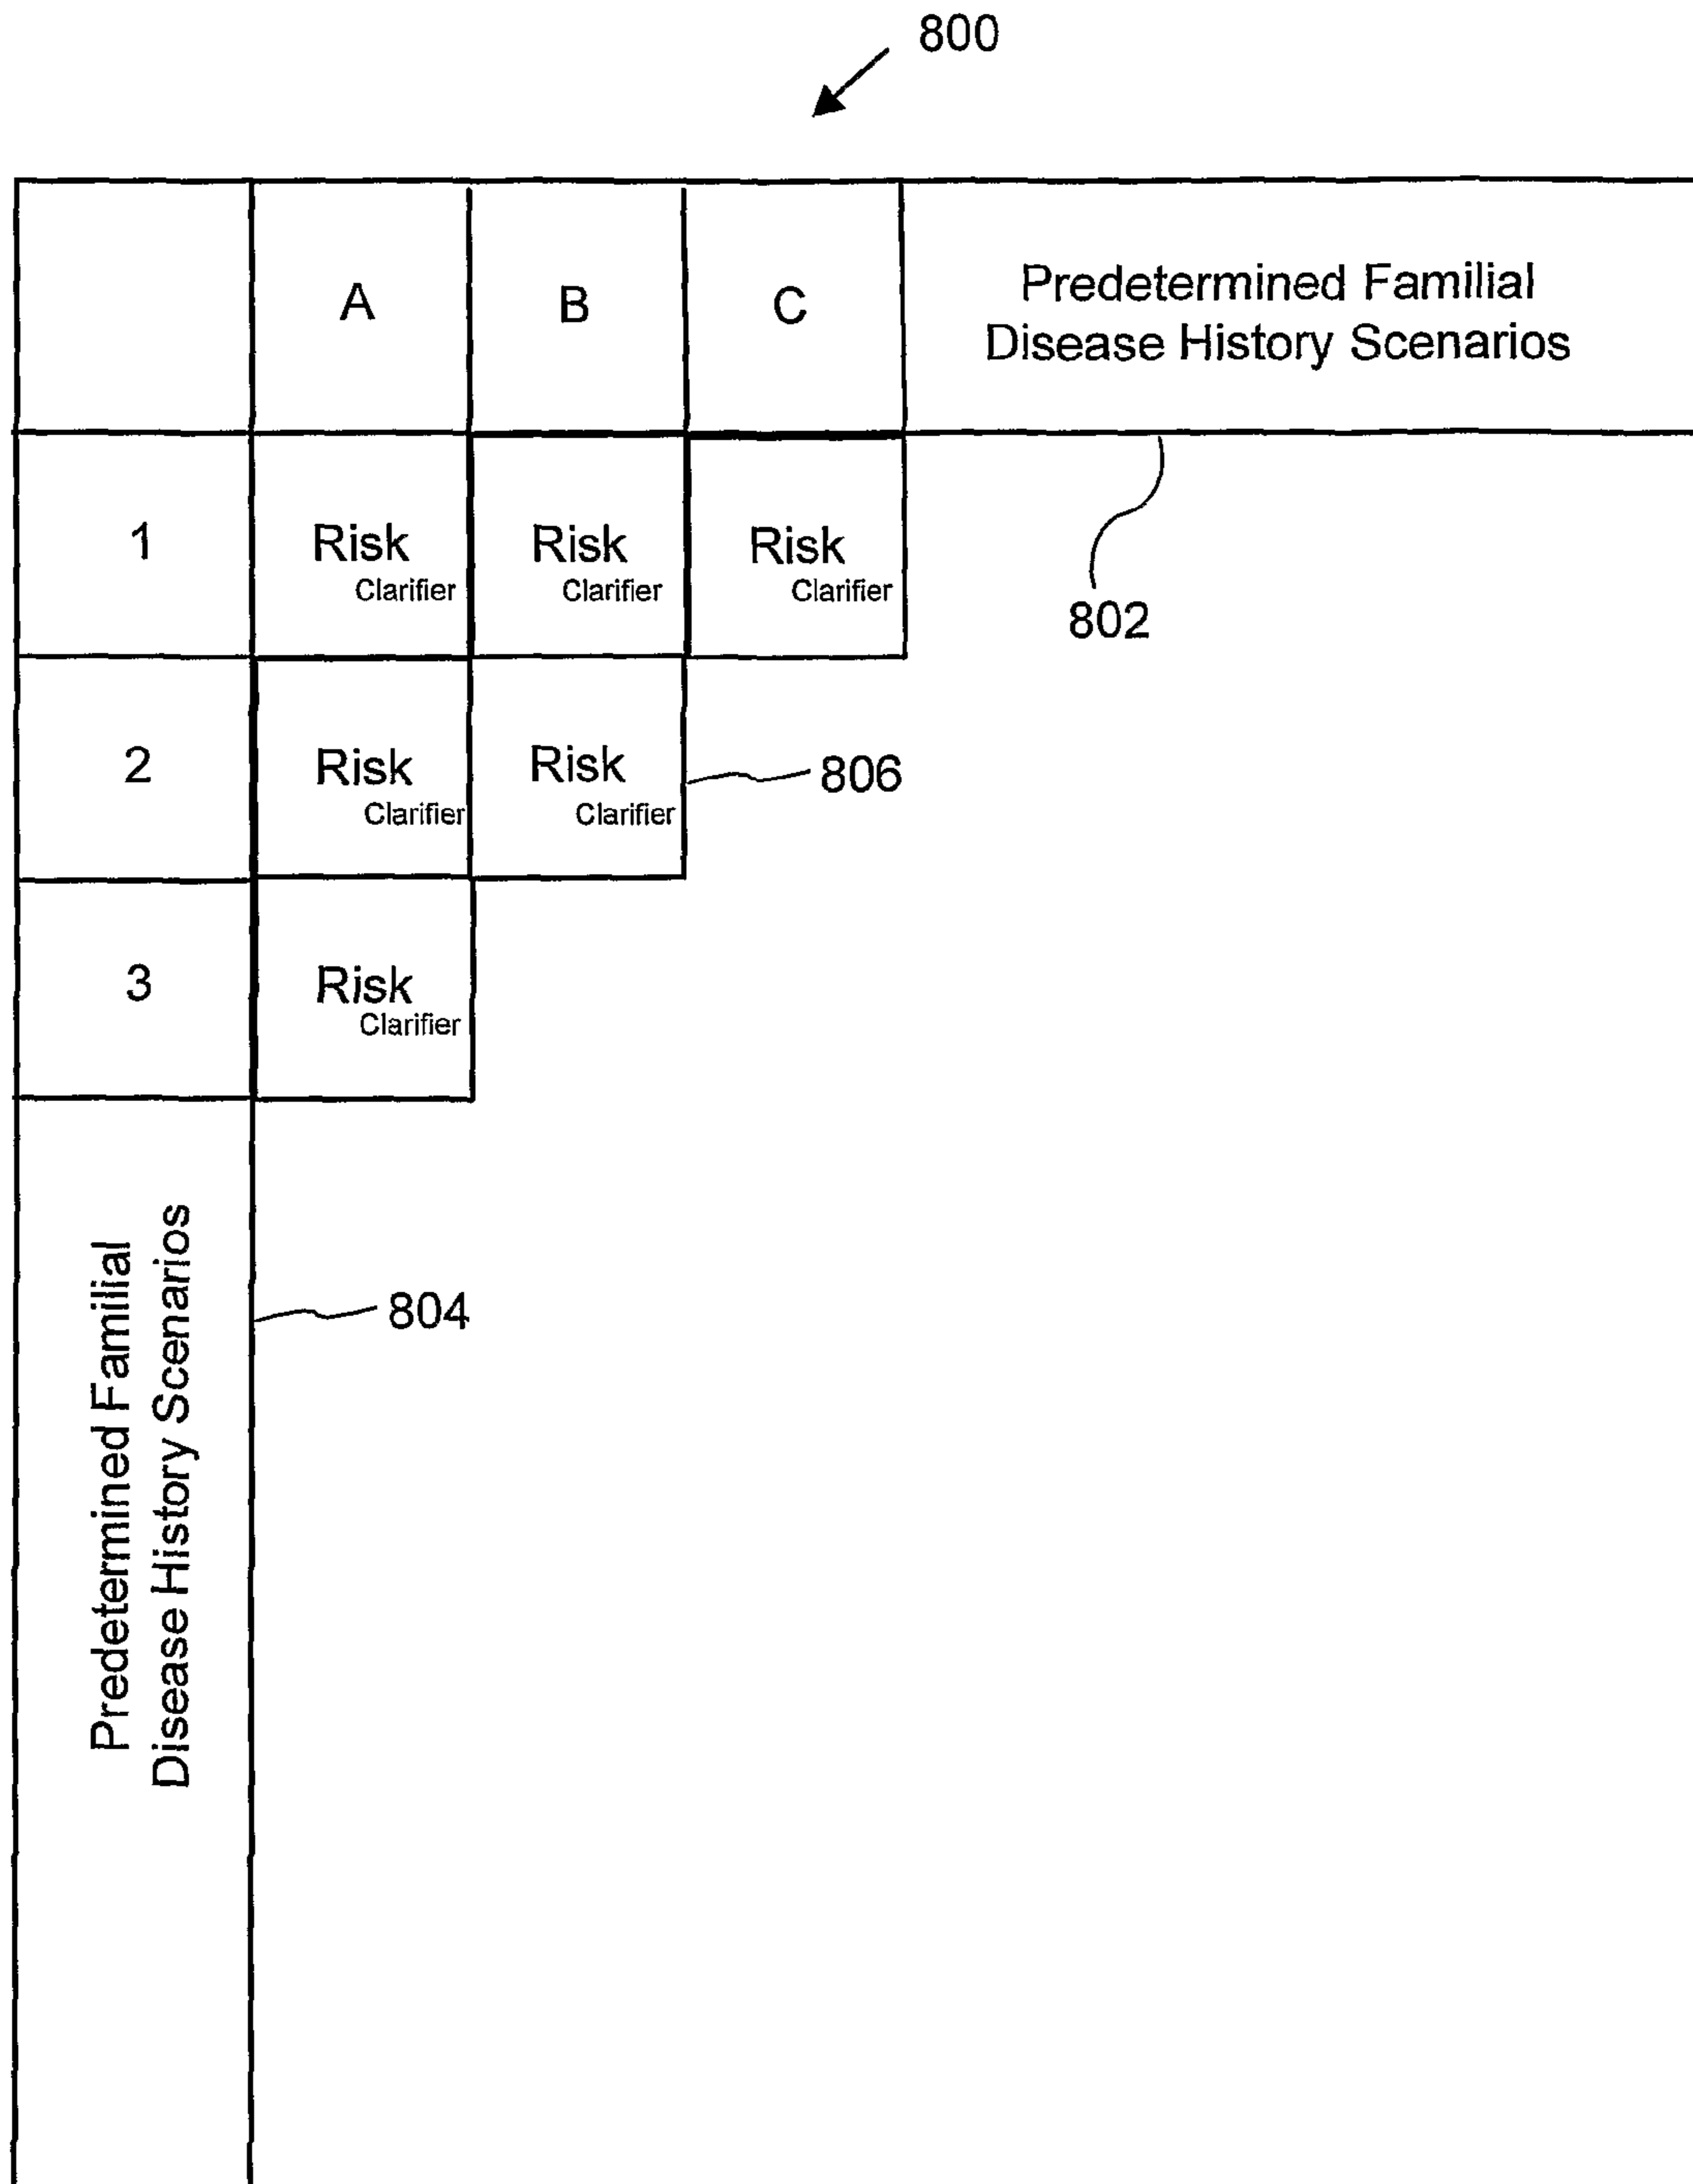 800
A B C Predetermined Familial
Disease History Scenarios
1 Risk Risk Risk
Clarifier Clarifier Clarifier
802
2 Risk Risk 806
Clarifier Clarifier
3 Risk
Clarifier
Predetermined Familial
Disease History Scenarios
804